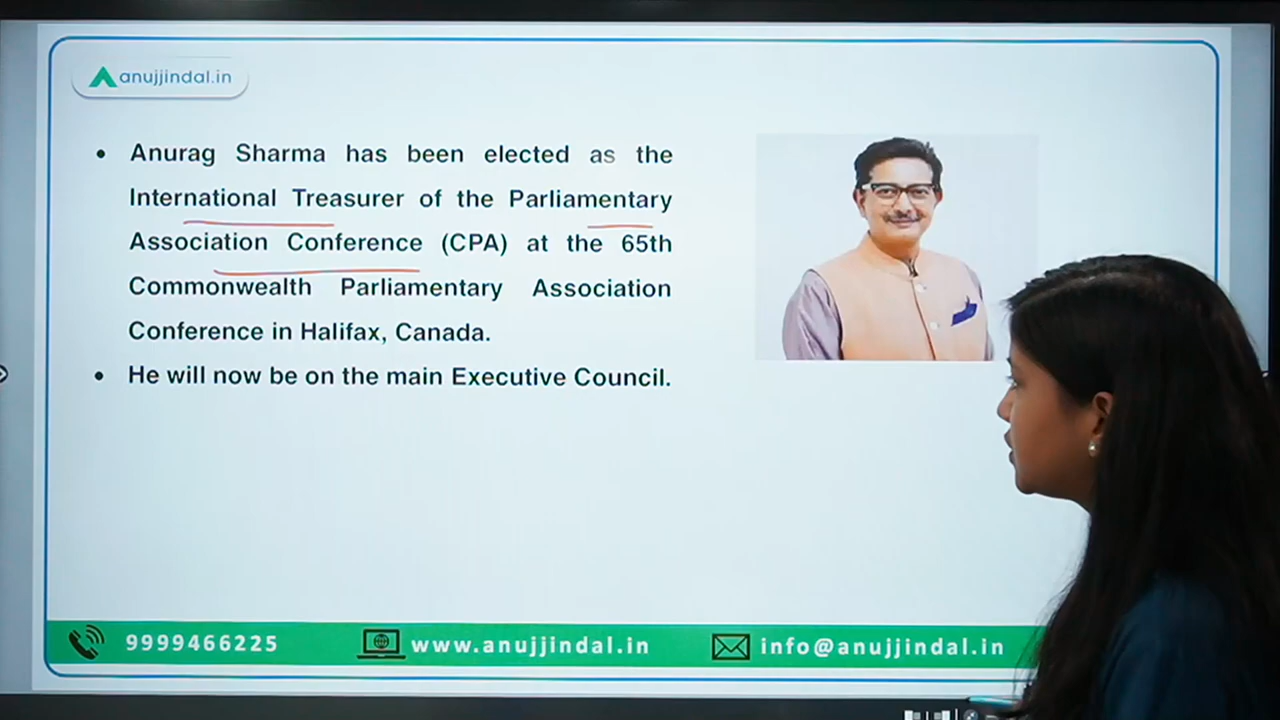 anujjindal.in
• Anurag Sharma has been elected as the
International Treasurer of the Parliamentary
Association Conference (CPA) at the 65th
Commonwealth Parliamentary Association
Conference in Halifax, Canada.
• He will now be on the main Executive Council.
9999466225 www.anujjindal.in info@anujjindal.in